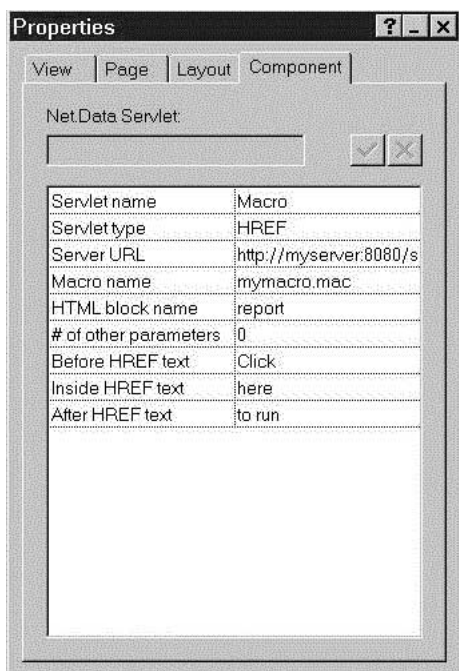 Properties
View Page Layout Component
Net.Data Servlet:
Servlet name Macro
Servlet type HREF
Server URL http://myserver:8080/s
Macro name mymacro.mac
HTML block name report
# of other parameters 0
Before HREF text Click
Inside HREF text here
After HREF text to run